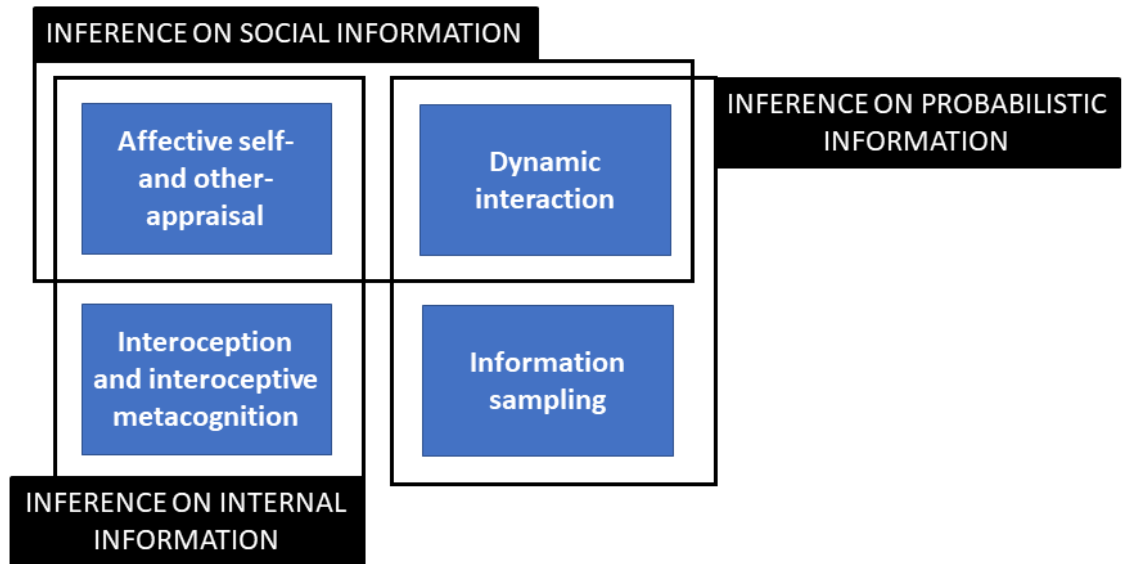 INFERENCE ON SOCIAL INFORMATION
INFERENCE ON PROBABILISTIC
INFORMATION
Affective self-
and other-
appraisal
Dynamic
interaction
Interoception
and interoceptive
metacognition
Information
sampling
INFERENCE ON INTERNAL
INFORMATION